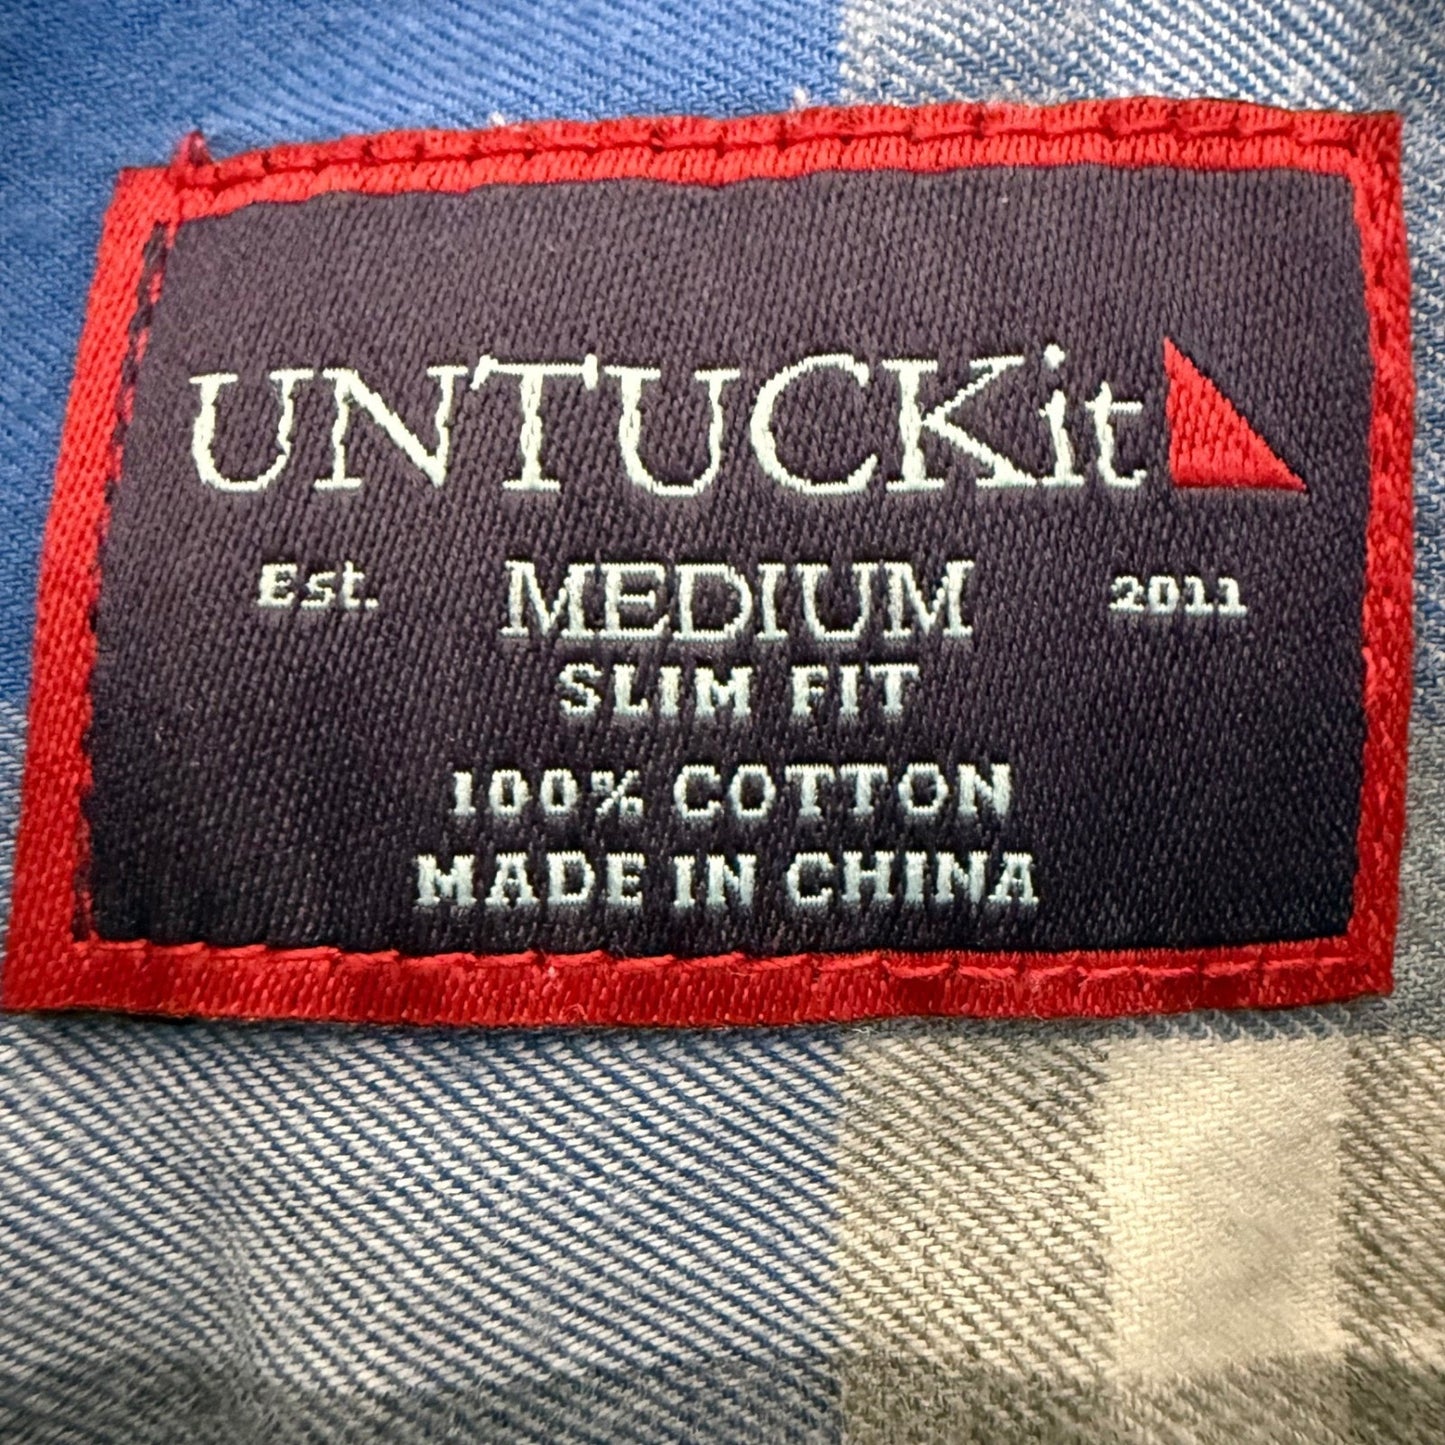 UNTUCKit
Est. MEDIUM 2011
SLIM FIT
100% COTTON
MADE IN CHINA